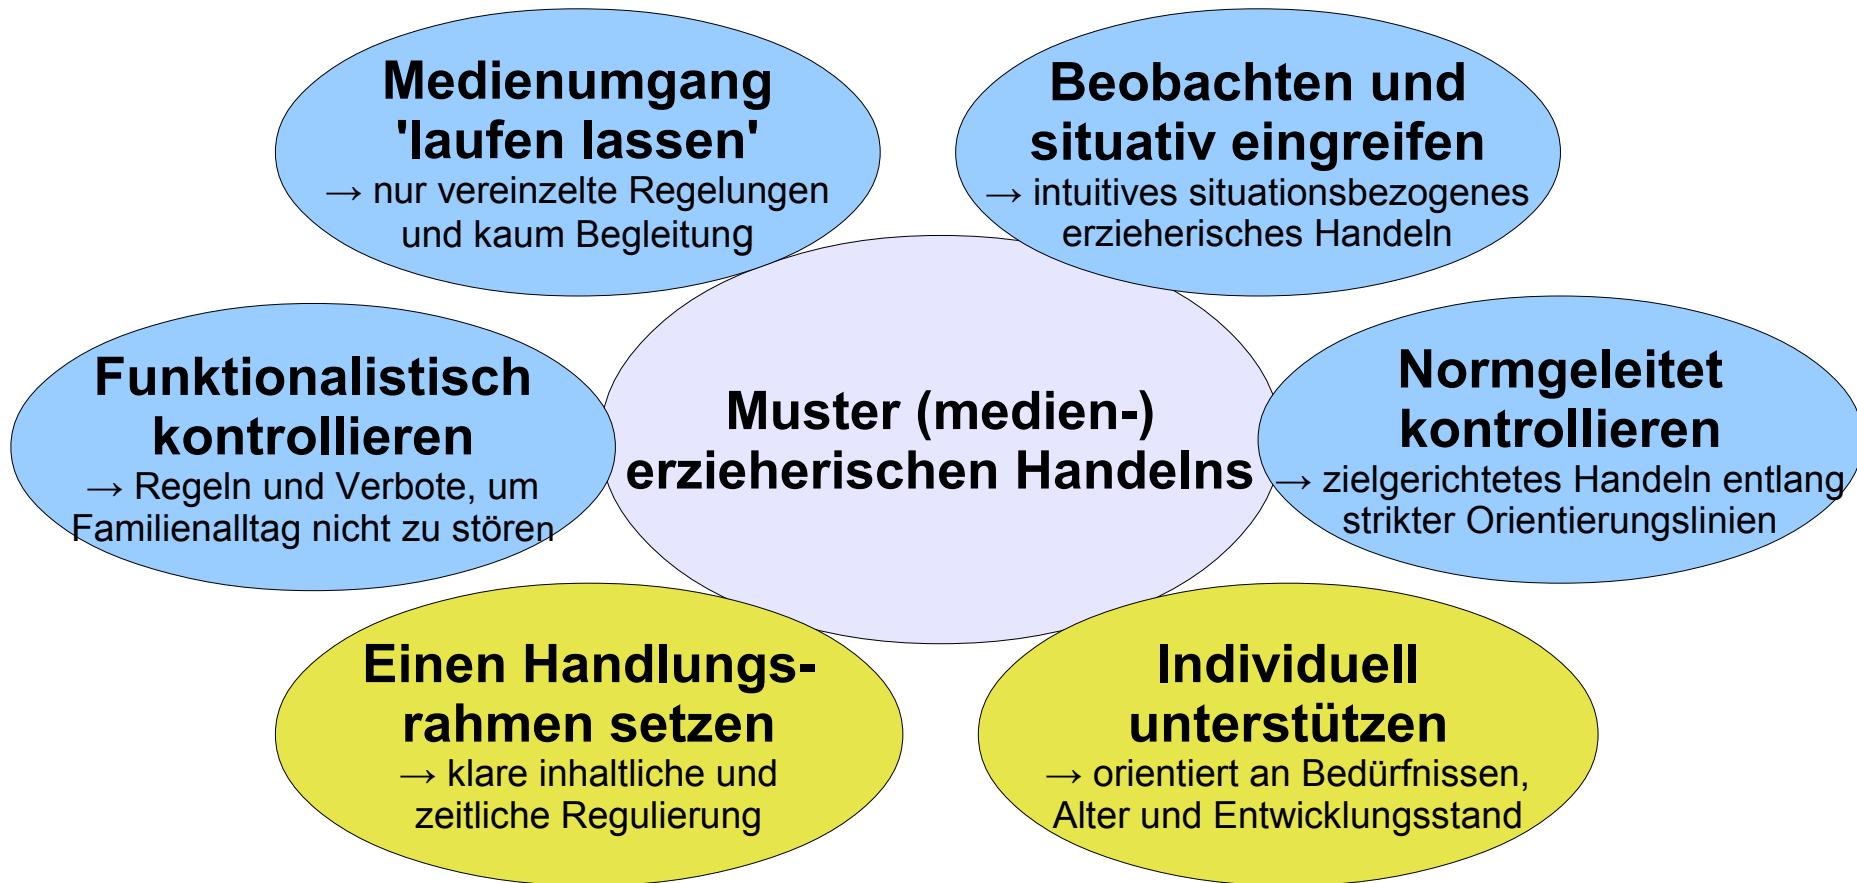 Medienumgang
'laufen lassen'
→ nur vereinzelte Regelungen
und kaum Begleitung
Beobachten und
situativ eingreifen
→ intuitives situationsbezogenes
erzieherisches Handeln
Funktionalistisch
kontrollieren
→ Regeln und Verbote, um
Familienalltag nicht zu stören
Muster (medien-)
erzieherischen Handelns
Normgeleitet
kontrollieren
→ zielgerichtetes Handeln entlang
strikter Orientierungslinien
Einen Handlungs-
rahmen setzen
→ klare inhaltliche und
zeitliche Regulierung
Individuell
unterstützen
→ orientiert an Bedürfnissen,
Alter und Entwicklungsstand